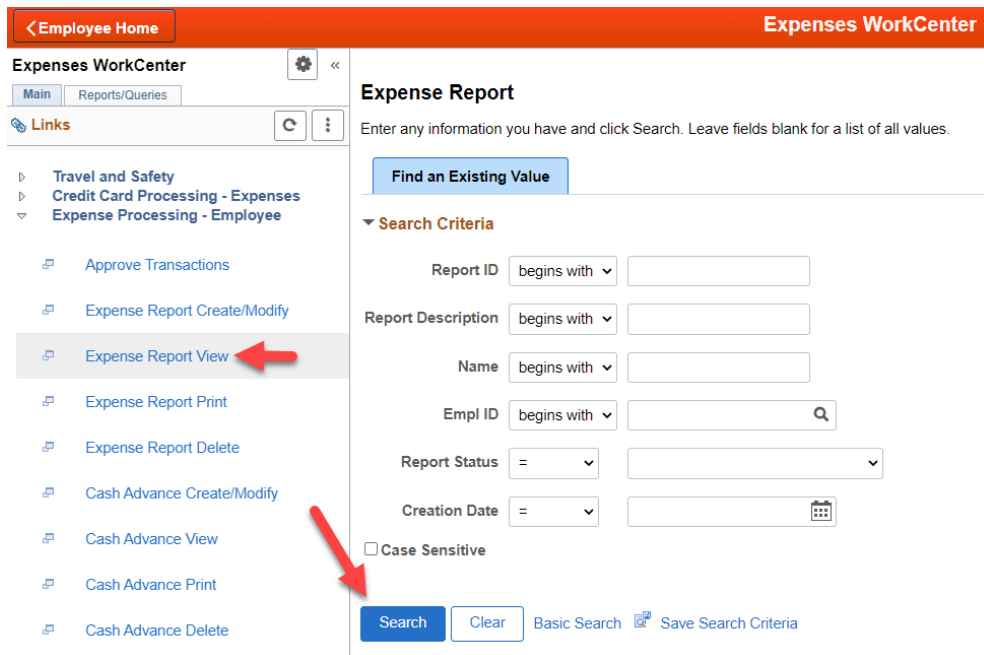 Employee Home
Expenses WorkCenter
Expenses WorkCenter
«
Main
Reports/Queries
Links
Travel and Safety
Credit Card Processing - Expenses
Expense Processing - Employee
Approve Transactions
Expense Report Create/Modify
Expense Report View
Expense Report Print
Expense Report Delete
Cash Advance Create/Modify
Cash Advance View
Cash Advance Print
Cash Advance Delete
Expense Report
Enter any information you have and click Search. Leave fields blank for a list of all values.
Find an Existing Value
Search Criteria
Report ID begins with
Report Description begins with
Name begins with
Empl ID begins with
Report Status =
Creation Date =
Case Sensitive
Search Clear Basic Search Save Search Criteria